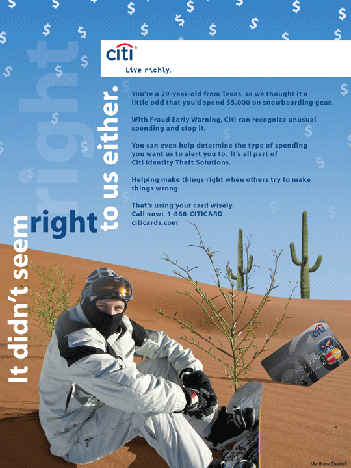 citi
Live richly.
It didn't seem
right
right
to us either.
You're a 29-year-old from Texas, so we thought it a
little odd that you'd spend $5,000 on snowboarding gear.
With Fraud Early Warning, Citi can recognize unusual
spending and stop it.
You can even help determine the type of spending
you want us to alert you to. It's all part of
Citi Identity Theft Solutions.
Helping make things right when others try to make
things wrong.
That's using your card wisely.
Call now: 1-888-CITICARD
citicards.com
citi
Matthew Daniel